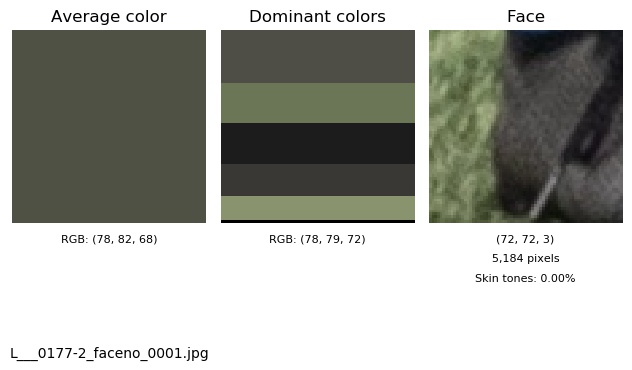 Average color
Dominant colors
Face
RGB: (78, 82, 68)
RGB: (78, 79, 72)
(72, 72, 3)
5,184 pixels
Skin tones: 0.00%
L___0177-2_faceno_0001.jpg